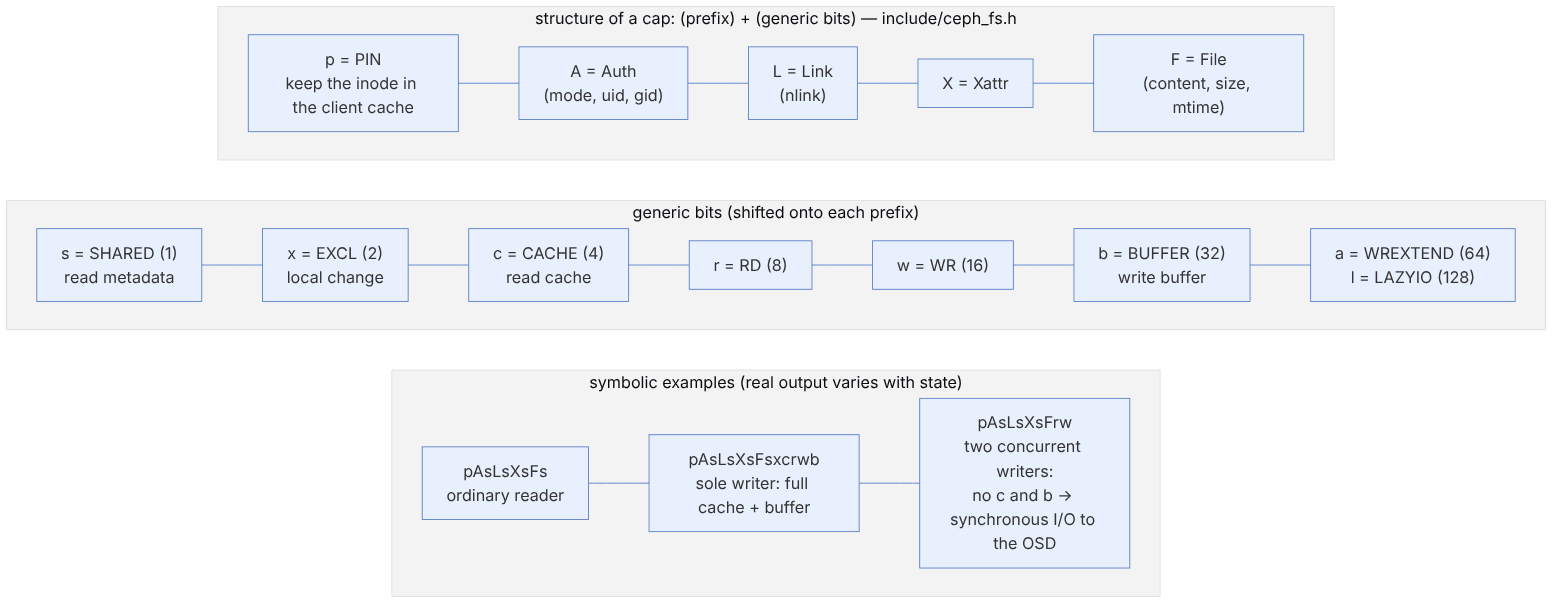 structure of a cap: (prefix) + (generic bits) — include/ceph_fs.h
p = PIN
keep the inode in
the client cache
A = Auth
(mode, uid, gid)
L = Link
(nlink)
X = Xattr
F = File
(content, size,
mtime)
generic bits (shifted onto each prefix)
s = SHARED (1)
read metadata
x = EXCL (2)
local change
c = CACHE (4)
read cache
r = RD (8)
w = WR (16)
b = BUFFER (32)
write buffer
a = WREXTEND (64)
l = LAZYIO (128)
symbolic examples (real output varies with state)
pAsLsXsFs
ordinary reader
pAsLsXsFsxcrwb
sole writer: full
cache + buffer
pAsLsXsFrw
two concurrent
writers:
no c and b →
synchronous I/O to
the OSD